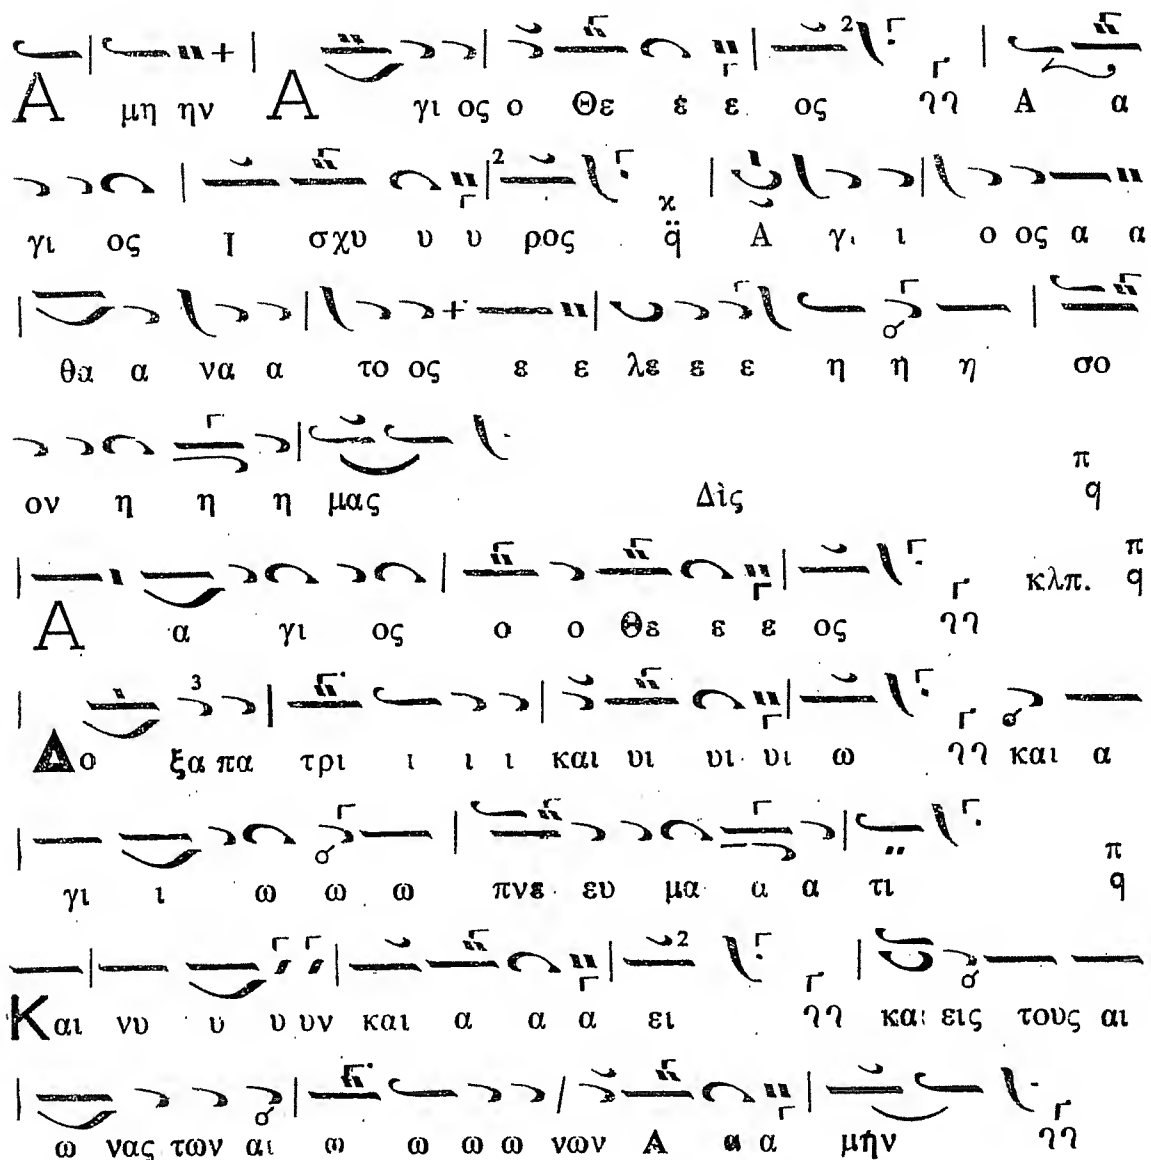 Α μη ην Α γι ος ο Θε έ ε ος Α α
γι ος Ι σχυ υ υ ρος Α γι ι ο ος α α
θα α να α το ος ε ε λε ε ε η η η σο
ον η η η μας Δὶς π q
Α α γι ος ο ο Θε ε ε ος κλπ. π q
Δο ξα πα τρι ι ι ι και υι υι υι ω και α
γι ι ω ω ω πνε ευ μα α α τι π q
Και νυ υ υ υν και α α α ει και εις τους αι
ω νας των αι ω ω ω ω νων Α α α μήν